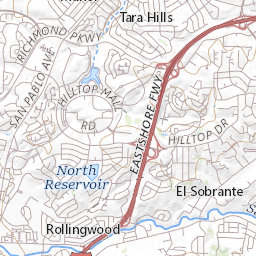 Tara Hills
RICHMOND PKWY
SAN PABLO AVE
HILLTOP MALL
RD
EASTSHORE FWY
HILLTOP DR
North
Reservoir
El Sobrante
Rollingwood